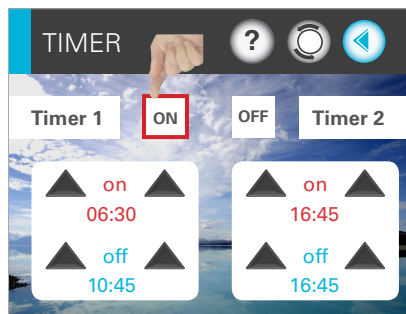 TIMER ?
Timer 1 ON OFF Timer 2
on on
06:30 16:45
off off
10:45 16:45